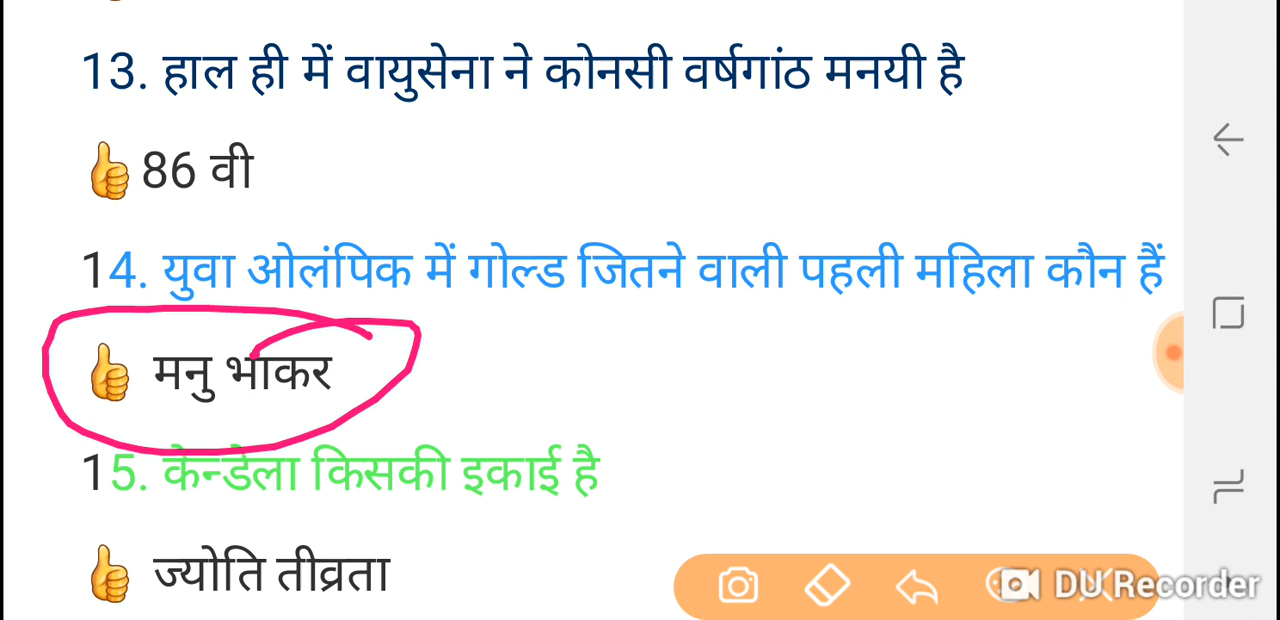 13. हाल ही में वायुसेना ने कोनसी वर्षगांठ मनयी है
86 वी
14. युवा ओलंपिक में गोल्ड जितने वाली पहली महिला कौन हैं
मनु भाकर
15. केन्डेला किसकी इकाई है
ज्योति तीव्रता
DU Recorder